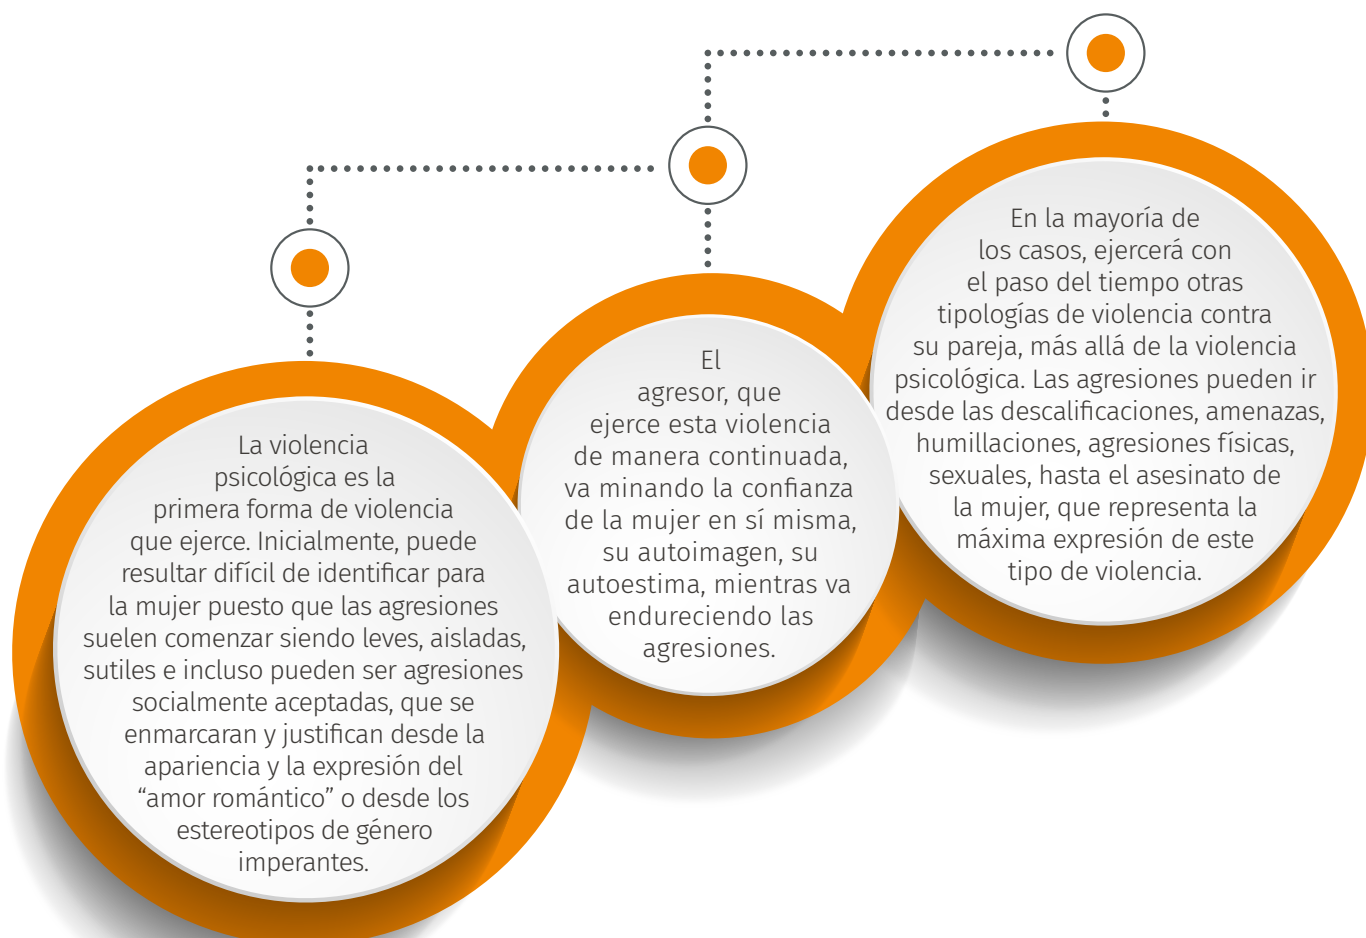 La violencia
psicológica es la
primera forma de violencia
que ejerce. Inicialmente, puede
resultar difícil de identificar para
la mujer puesto que las agresiones
suelen comenzar siendo leves, aisladas,
sutiles e incluso pueden ser agresiones
socialmente aceptadas, que se
enmarcaran y justifican desde la
apariencia y la expresión del
“amor romántico” o desde los
estereotipos de género
imperantes.
El
agresor, que
ejerce esta violencia
de manera continuada,
va minando la confianza
de la mujer en sí misma,
su autoimagen, su
autoestima, mientras va
endureciendo las
agresiones.
En la mayoría de
los casos, ejercerá con
el paso del tiempo otras
tipologías de violencia contra
su pareja, más allá de la violencia
psicológica. Las agresiones pueden ir
desde las descalificaciones, amenazas,
humillaciones, agresiones físicas,
sexuales, hasta el asesinato de
la mujer, que representa la
máxima expresión de este
tipo de violencia.